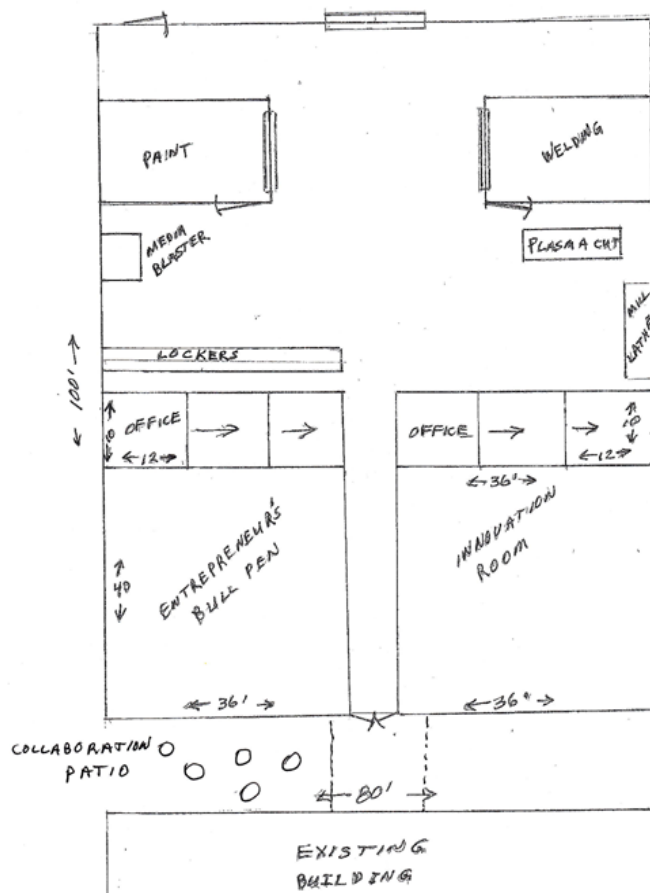 PAINT
WELDING
MEDIA
BLASTER
PLASMA CUT
MILL
LATHE
LOCKERS
100'
10
OFFICE
12
OFFICE
10
12
36'
ENTREPRENEUR'S
BULL PEN
INNOVATION
ROOM
40
36'
36"
COLLABORATION
PATIO
80'
EXISTING
BUILDING